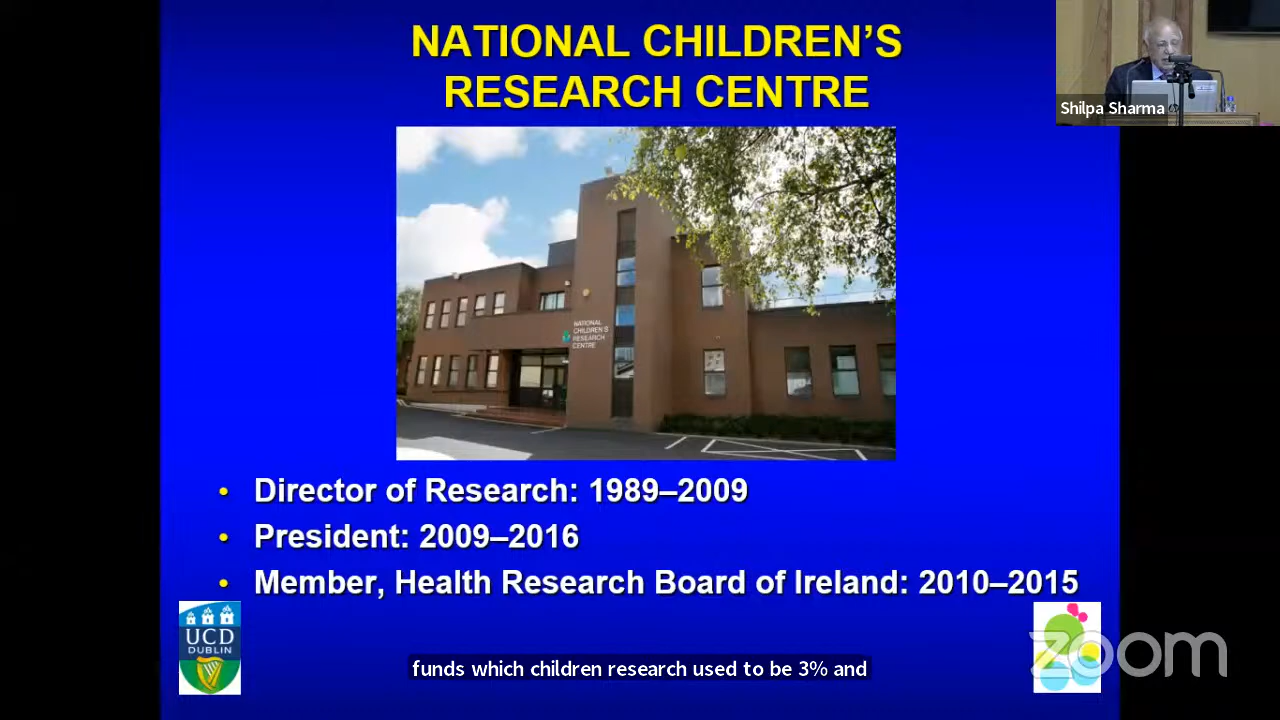 NATIONAL CHILDREN'S
RESEARCH CENTRE
Shilpa Sharma
NATIONAL
CHILDREN'S
RESEARCH
CENTRE
• Director of Research: 1989–2009
• President: 2009–2016
• Member, Health Research Board of Ireland: 2010–2015
UCD
DUBLIN
zoom
funds which children research used to be 3% and